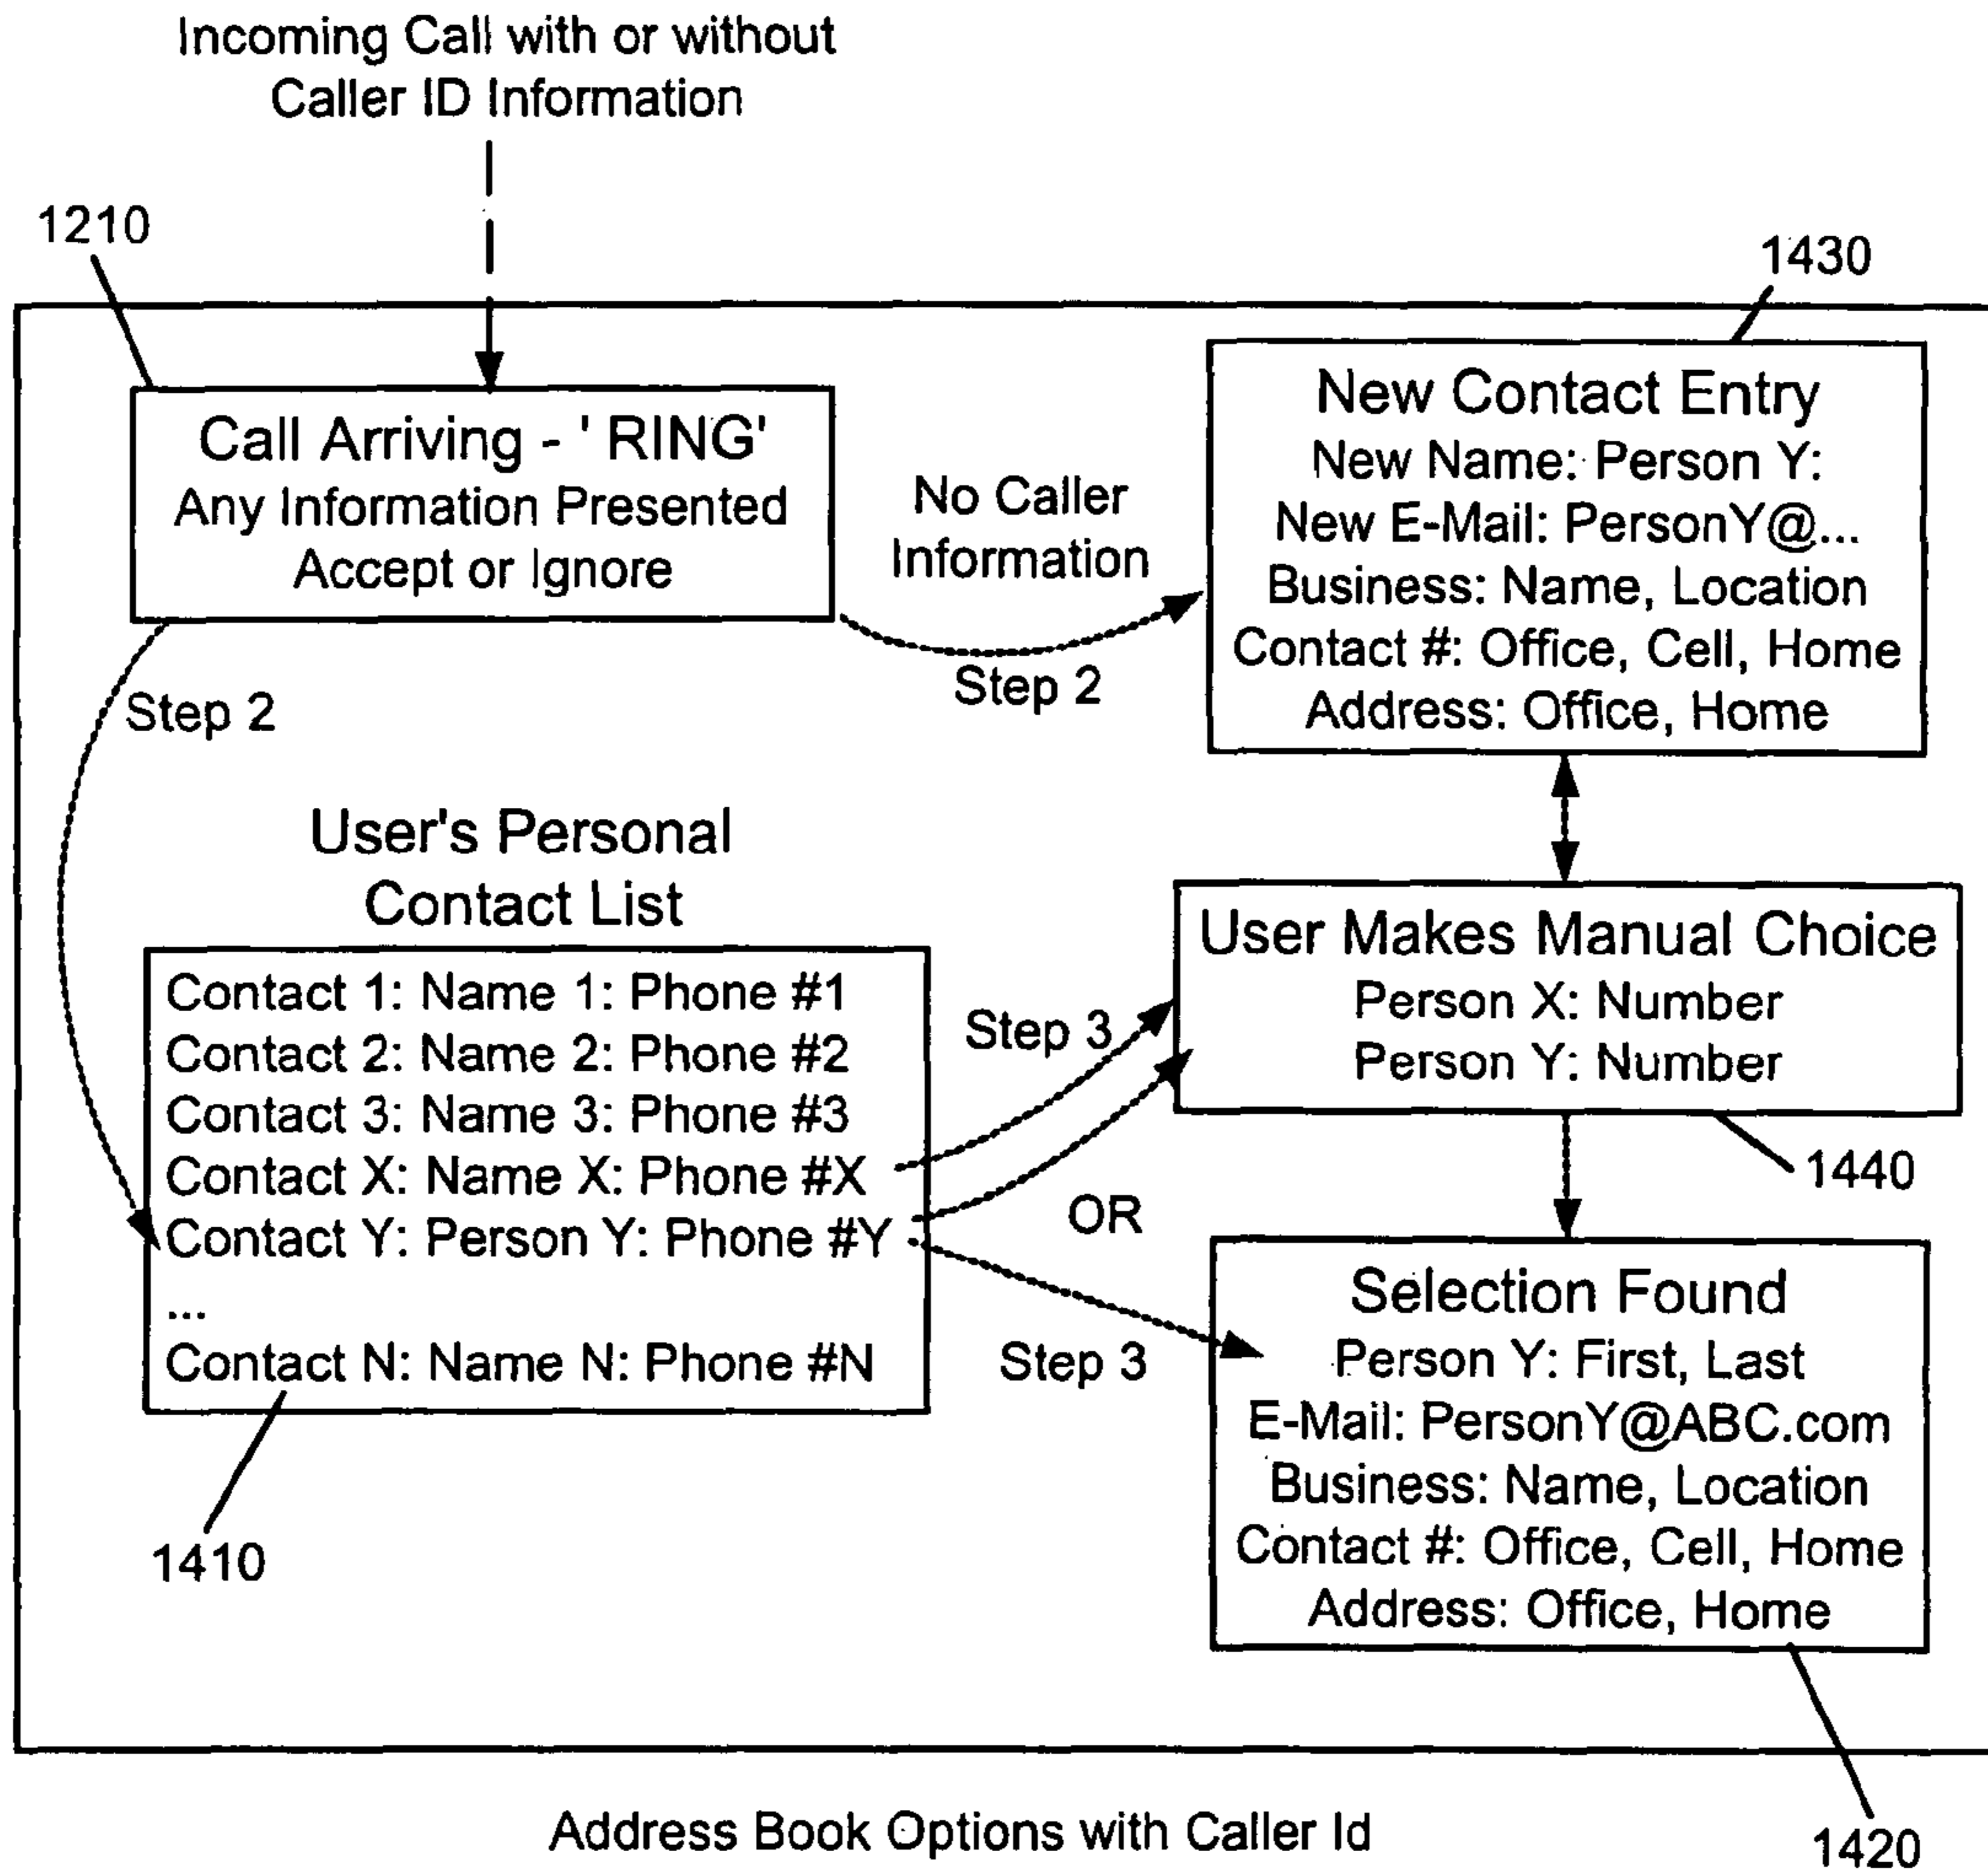 Incoming Call with or without
Caller ID Information
1210
1430
Call Arriving - ' RING'
Any Information Presented
Accept or Ignore
No Caller
Information
Step 2
Step 2
New Contact Entry
New Name: Person Y:
New E-Mail: PersonY@...
Business: Name, Location
Contact #: Office, Cell, Home
Address: Office, Home
User's Personal
Contact List
Contact 1: Name 1: Phone #1
Contact 2: Name 2: Phone #2
Contact 3: Name 3: Phone #3
Contact X: Name X: Phone #X
Contact Y: Person Y: Phone #Y
...
Contact N: Name N: Phone #N
1410
Step 3
OR
Step 3
User Makes Manual Choice
Person X: Number
Person Y: Number
1440
Selection Found
Person Y: First, Last
E-Mail: PersonY@ABC.com
Business: Name, Location
Contact #: Office, Cell, Home
Address: Office, Home
1420
Address Book Options with Caller Id